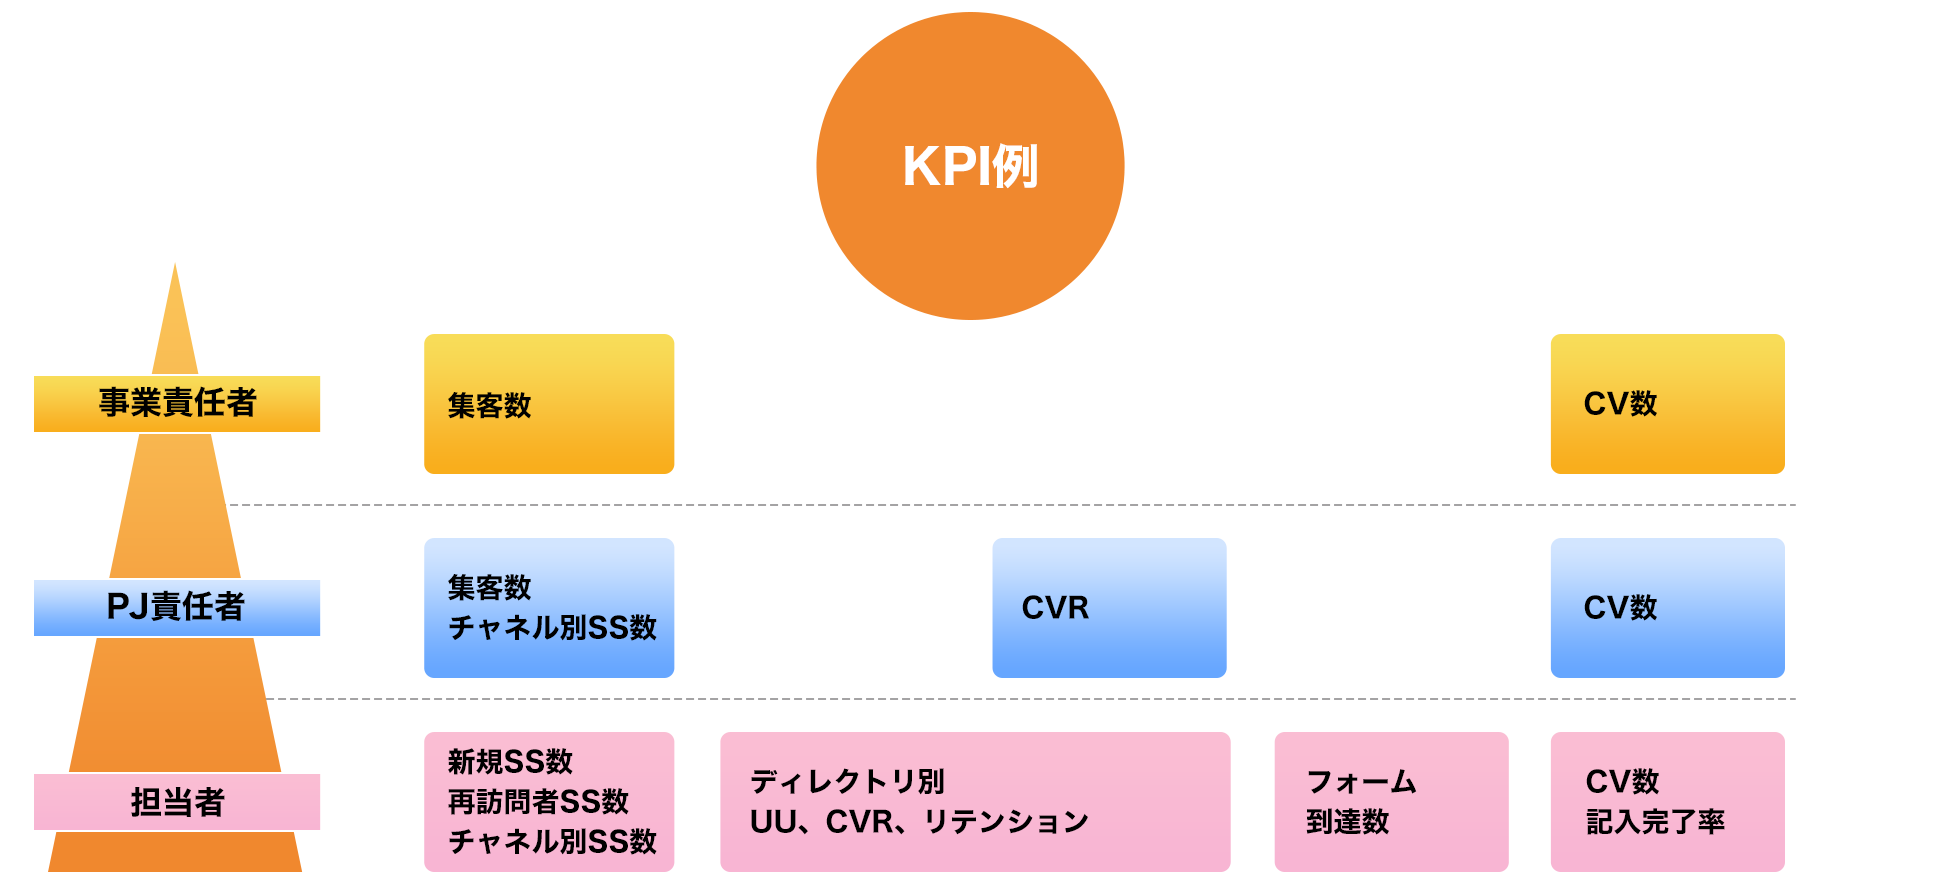 KPI例
事業責任者
集客数
CV数
PJ責任者
集客数
チャネル別SS数
CVR
CV数
担当者
新規SS数
再訪問者SS数
チャネル別SS数
ディレクトリ別
UU、CVR、リテンション
フォーム
到達数
CV数
記入完了率